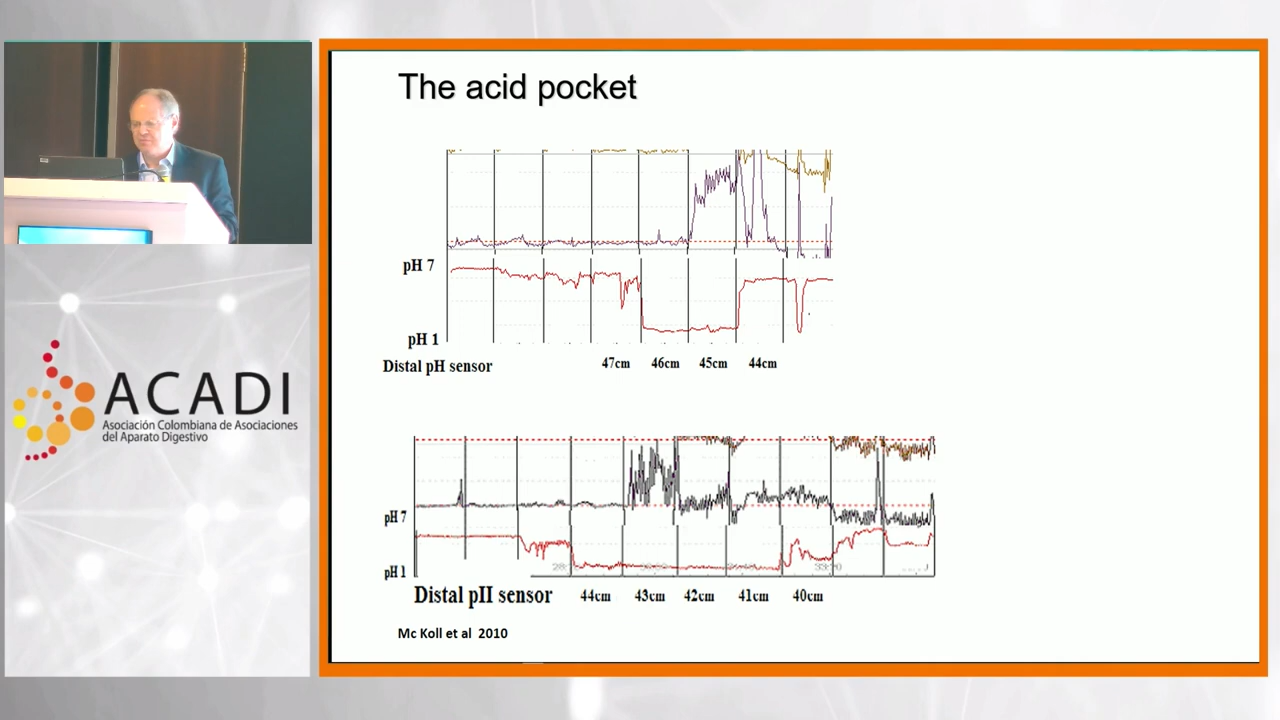 The acid pocket
pH 7
pH 1
Distal pH sensor
47cm 46cm 45cm 44cm
pH 7
pH 1
Distal pII sensor 44cm 43cm 42cm 41cm 40cm
Mc Koll et al 2010
ACADI
Asociación Colombiana de Asociaciones
del Aparato Digestivo